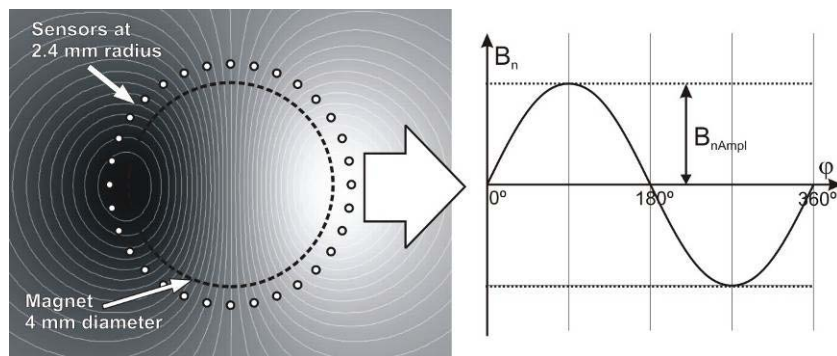 Sensors at
2.4 mm radius
Magnet
4 mm diameter
Bn
BnAmpl
φ
0º
180º
360º